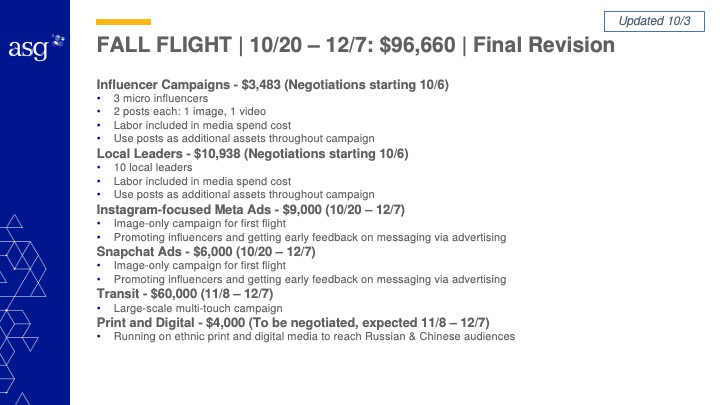 Updated 10/3
asg
FALL FLIGHT | 10/20 – 12/7: $96,660 | Final Revision
Influencer Campaigns - $3,483 (Negotiations starting 10/6)
• 3 micro influencers
• 2 posts each: 1 image, 1 video
• Labor included in media spend cost
• Use posts as additional assets throughout campaign
Local Leaders - $10,938 (Negotiations starting 10/6)
• 10 local leaders
• Labor included in media spend cost
• Use posts as additional assets throughout campaign
Instagram-focused Meta Ads - $9,000 (10/20 – 12/7)
• Image-only campaign for first flight
• Promoting influencers and getting early feedback on messaging via advertising
Snapchat Ads - $6,000 (10/20 – 12/7)
• Image-only campaign for first flight
• Promoting influencers and getting early feedback on messaging via advertising
Transit - $60,000 (11/8 – 12/7)
• Large-scale multi-touch campaign
Print and Digital - $4,000 (To be negotiated, expected 11/8 – 12/7)
• Running on ethnic print and digital media to reach Russian & Chinese audiences